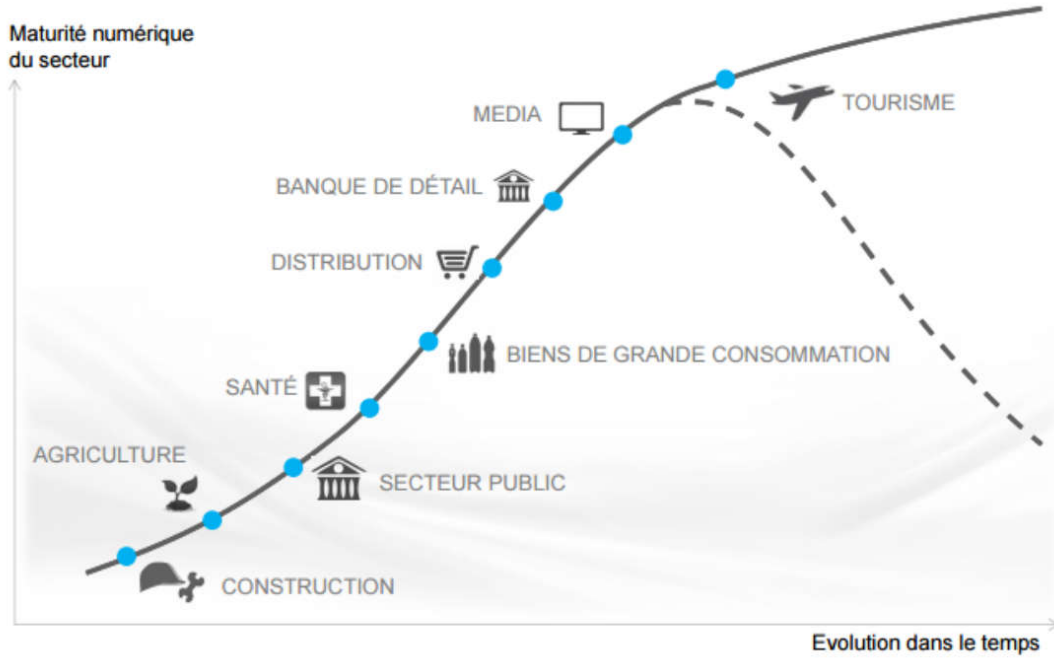 Maturité numérique
du secteur
TOURISME
MEDIA
BANQUE DE DÉTAIL
DISTRIBUTION
BIENS DE GRANDE CONSOMMATION
SANTÉ
AGRICULTURE
SECTEUR PUBLIC
CONSTRUCTION
Evolution dans le temps